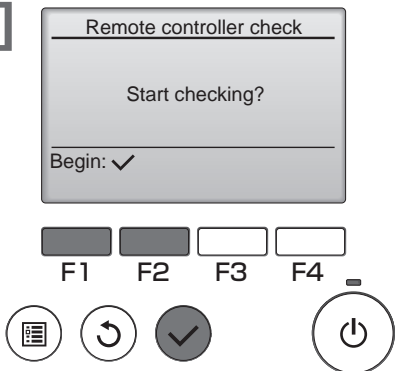 Remote controller check
Start checking?
Begin: ✓
F1 F2 F3 F4